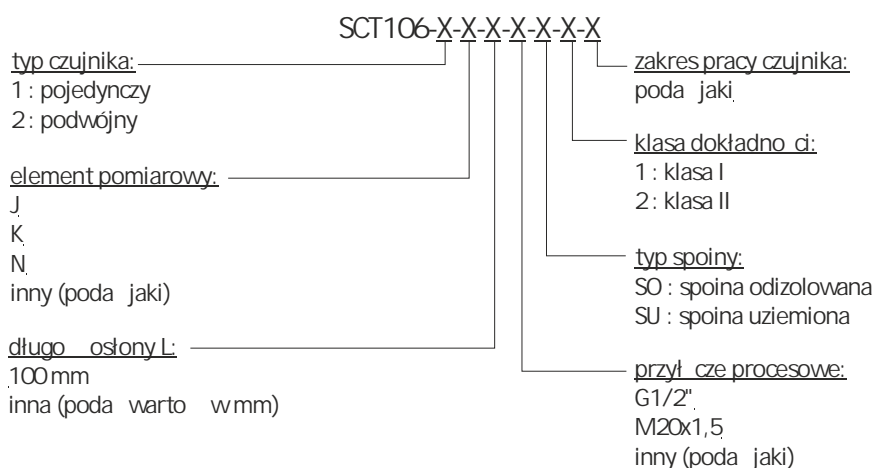 SCT106-X-X-X-X-X-X-X
typ czujnika:
1 : pojedynczy
2 : podwójny
element pomiarowy:
J
K
N
inny (poda jaki)
długo osłony L:
100 mm
inna (poda warto w mm)
zakres pracy czujnika:
poda jaki
klasa dokładno ci:
1 : klasa I
2 : klasa II
typ spoiny:
SO : spoina odizolowana
SU : spoina uziemiona
przył cze procesowe:
G1/2"
M20x1,5
inny (poda jaki)